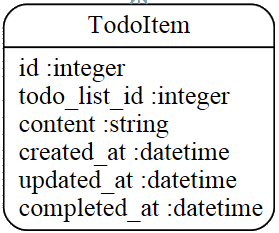 TodoItem
id :integer
todo_list_id :integer
content :string
created_at :datetime
updated_at :datetime
completed_at :datetime